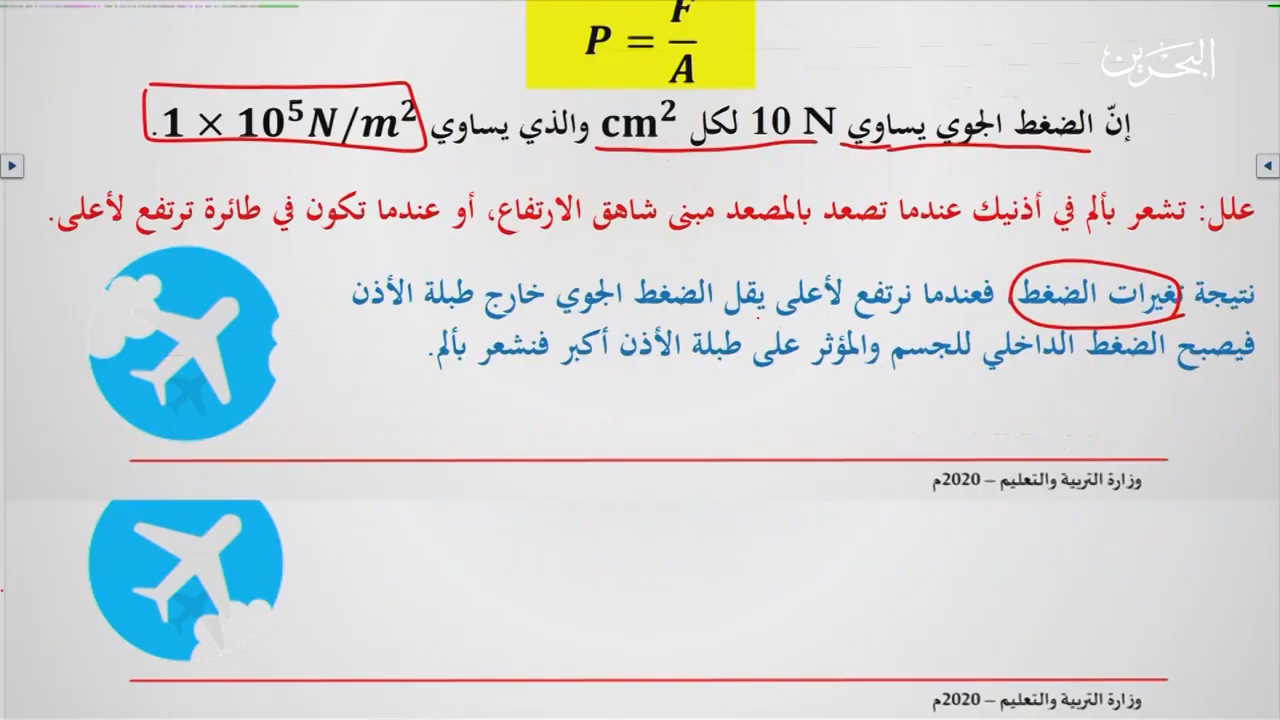 البحرين
P = F/A
إنّ الضغط الجوي يساوي 10 N لكل cm² والذي يساوي 1 × 10⁵ N/m².
علل: تشعر بألم في أذنيك عندما تصعد بالمصعد مبنى شاهق الارتفاع، أو عندما تكون في طائرة ترتفع لأعلى.
نتيجة تغيرات الضغط، فعندما نرتفع لأعلى يقل الضغط الجوي خارج طبلة الأذن
فيصبح الضغط الداخلي للجسم والمؤثر على طبلة الأذن أكبر فنشعر بألم.
وزارة التربية والتعليم – 2020م
وزارة التربية والتعليم – 2020م